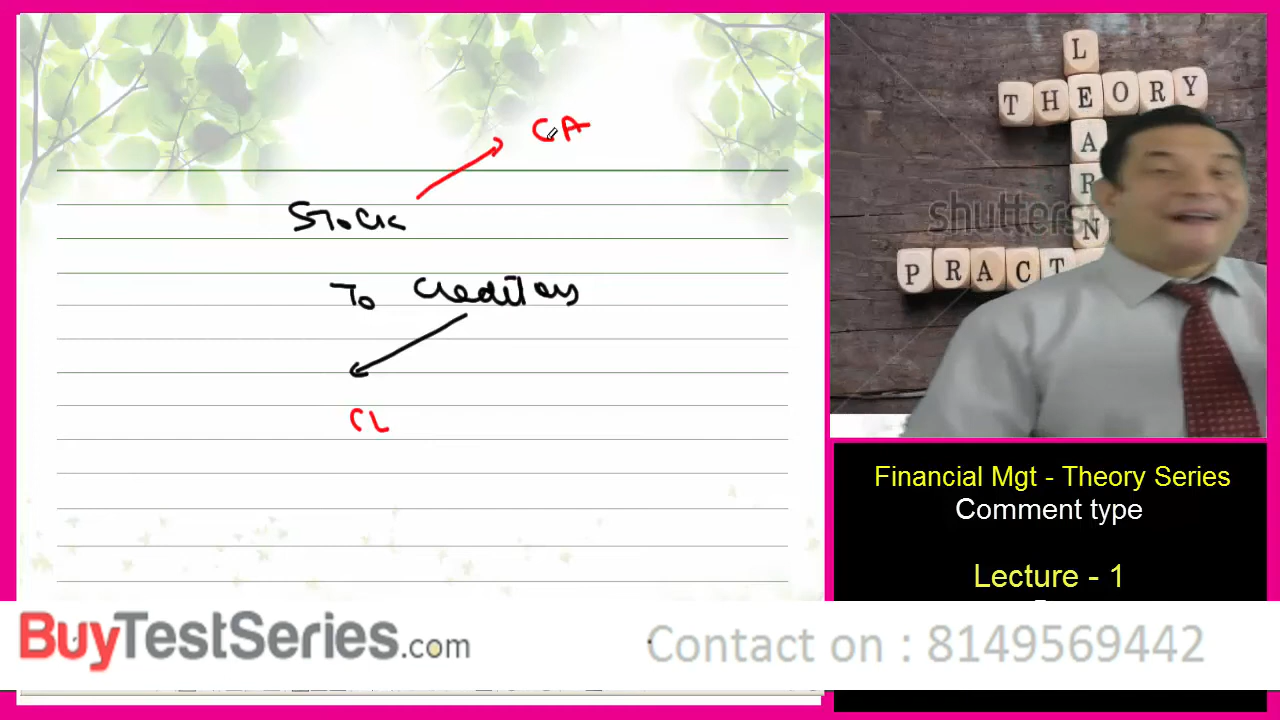 CA
Stock
To Creditors
CL
L
THEORY
A
R
N
PRACT
shutters
Financial Mgt - Theory Series
Comment type
Lecture - 1
BuyTestSeries.com
Contact on : 8149569442